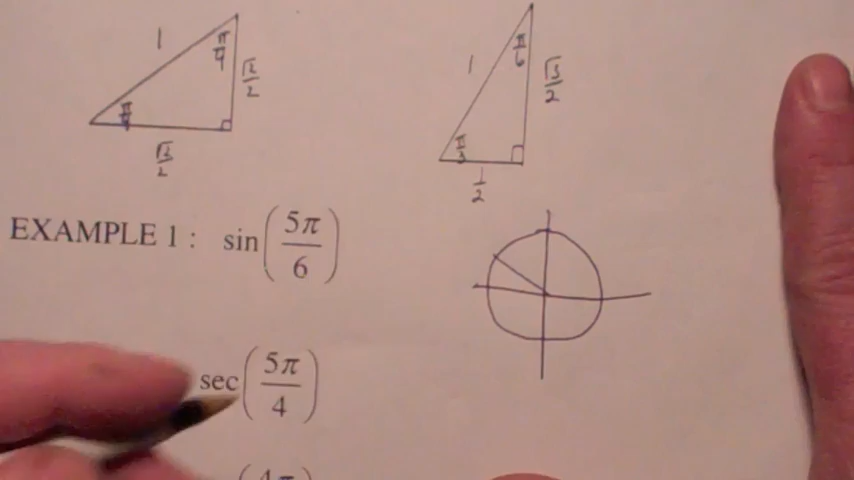 1
π/4
√2/2
π/4
√2/2
1
π/6
√3/2
π/3
1/2
EXAMPLE 1 : sin(5π/6)
sec(5π/4)
(4π